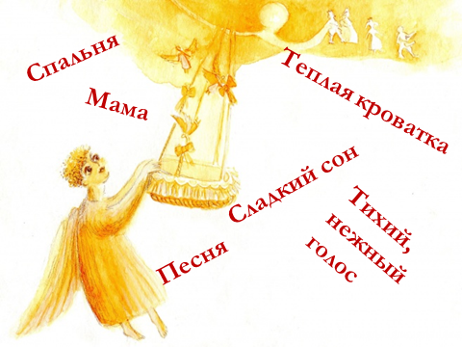 Спальня
Мама
Теплая кроватка
Сладкий сон
Песня
Тихий,
нежный
голос